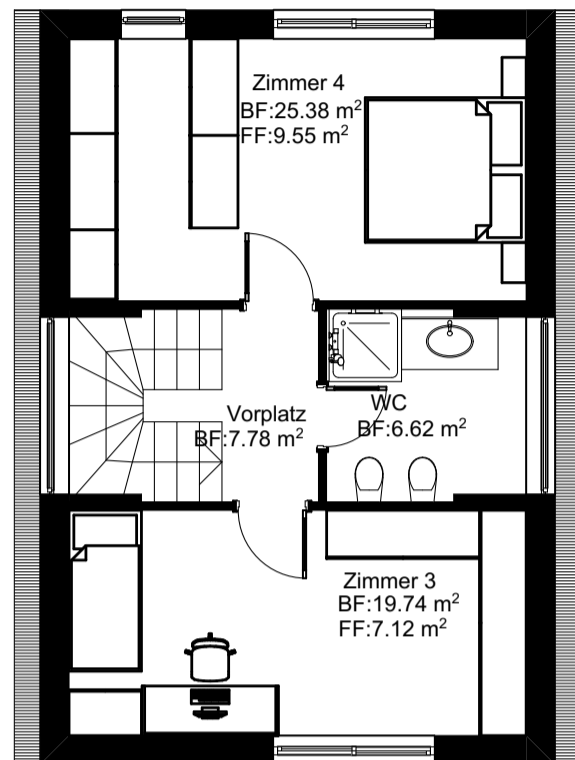 Zimmer 4
BF:25.38 m²
FF:9.55 m²
WC
BF:6.62 m²
Vorplatz
BF:7.78 m²
Zimmer 3
BF:19.74 m²
FF:7.12 m²